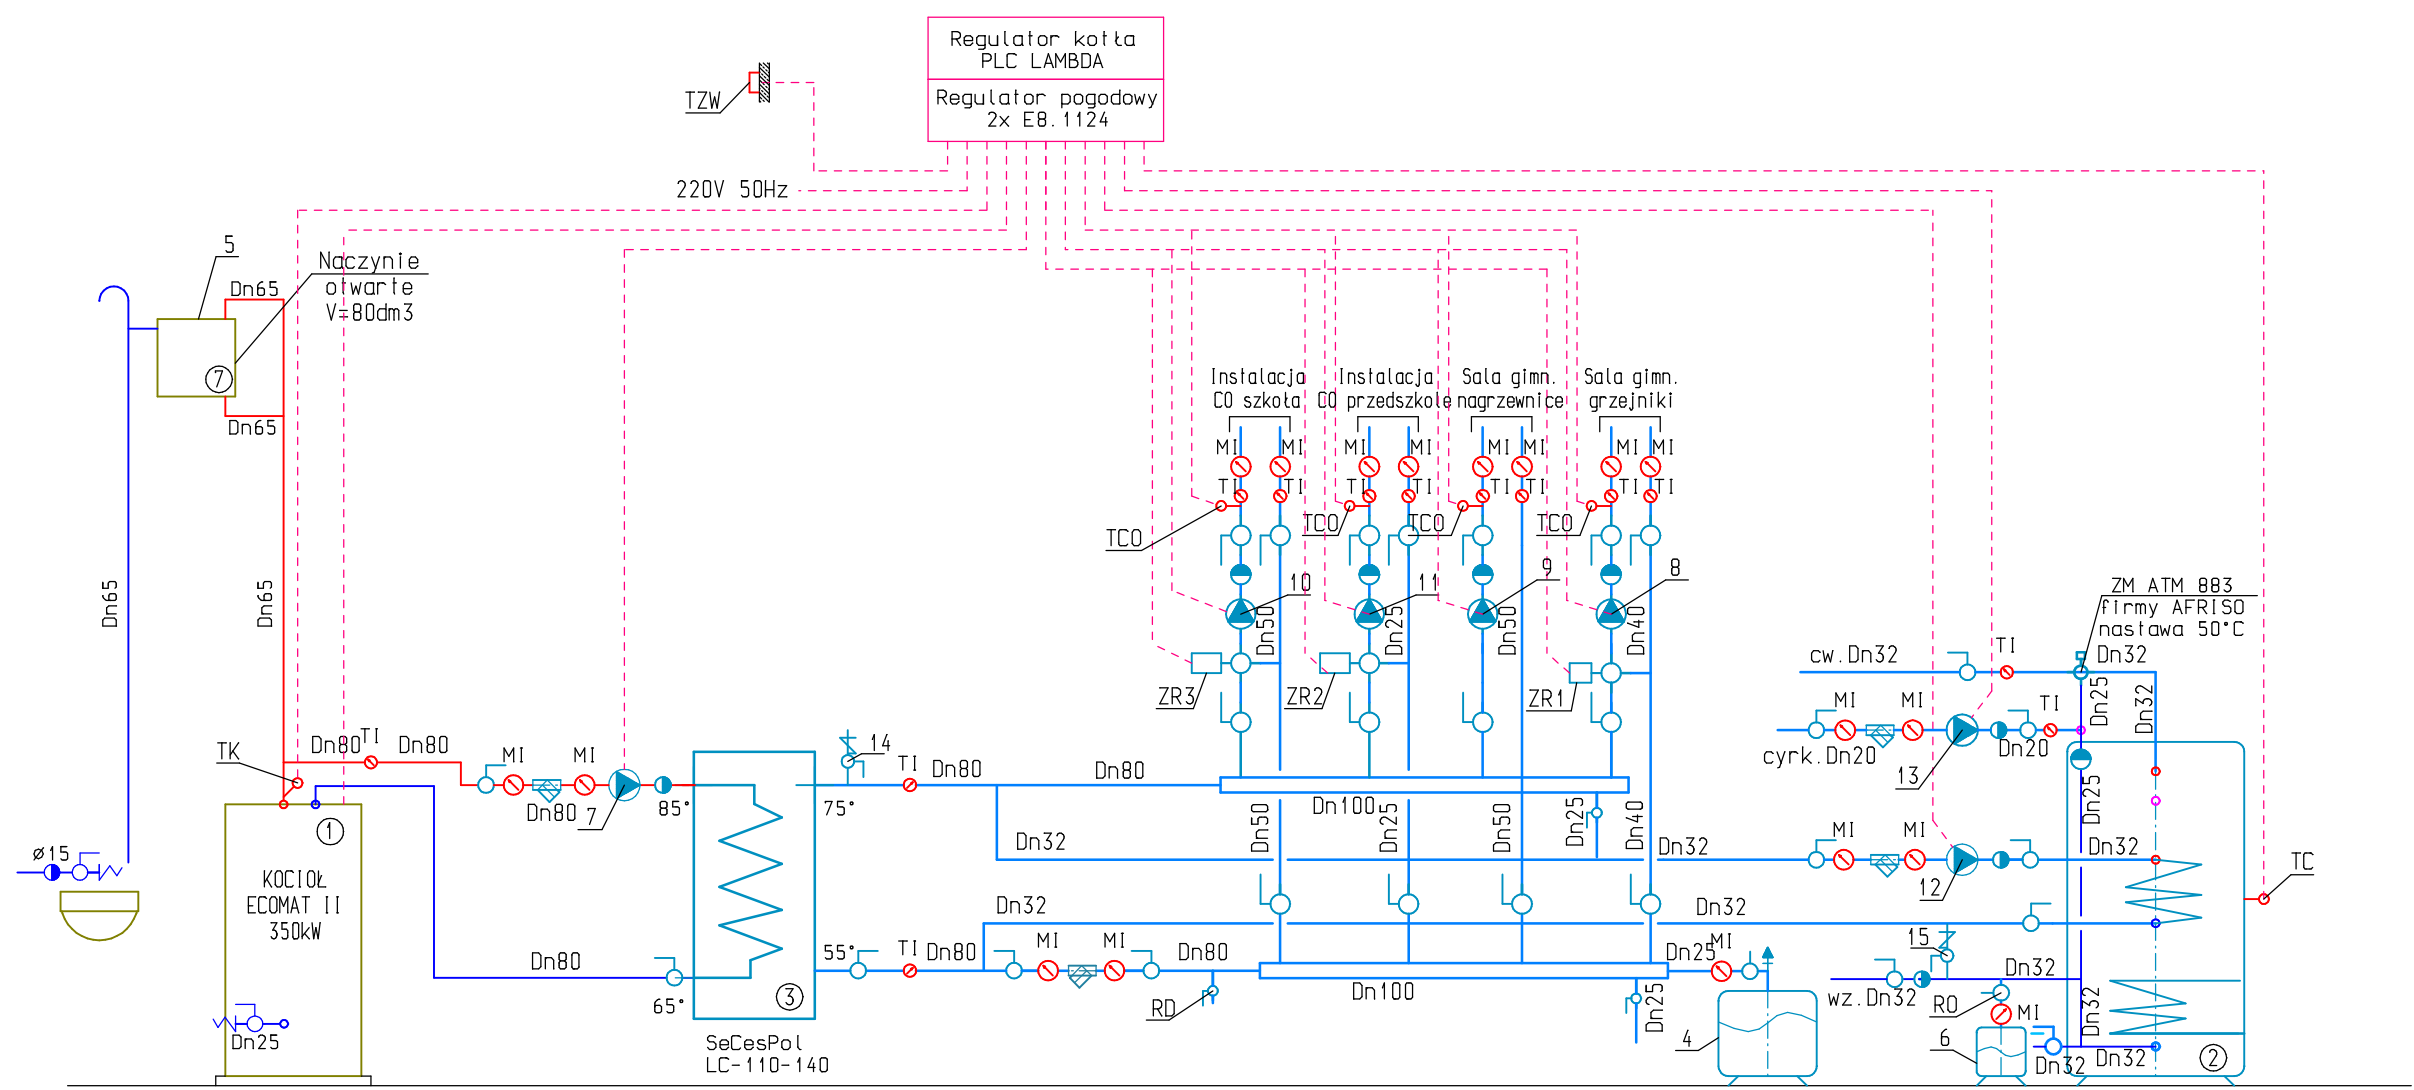 Regulator kotła
PLC LAMBDA
Regulator pogodowy
2x E8.1124
TZW
220V 50Hz
5
Naczynie
otwarte
V=80dm3
Dn65
7
Dn65
Dn65
Dn65
Instalacja
CO szkoła
Instalacja
CO przedszkole
Sala gimn.
nagrzewnice
Sala gimn.
grzejniki
MI
MI
MI
MI
MI
MI
MI
MI
TI
TI
TI
TI
TI
TI
TI
TI
TCO
TCO
TCO
TCO
10
11
9
8
Dn50
Dn25
Dn50
Dn40
ZR3
ZR2
ZR1
ZM ATM 883
firmy AFRISO
nastawa 50°C
cw.Dn32
TI
Dn32
Dn25
Dn32
MI
MI
TI
cyrk.Dn20
Dn20
13
Dn25
TK
Dn80
TI
Dn80
MI
MI
Dn80
7
85°
75°
14
TI
Dn80
Dn80
Dn100
Dn25
Dn50
Dn25
Dn50
Dn40
Dn32
Dn32
MI
MI
12
Dn32
TC
1
KOCIOŁ
ECOMAT II
350kW
ø15
Dn25
Dn80
65°
55°
3
SeCesPol
LC-110-140
TI
Dn80
Dn32
MI
MI
Dn80
RD
Dn100
Dn25
Dn25
MI
4
Dn32
15
wz.Dn32
Dn32
RO
MI
6
Dn32
Dn32
Dn32
2